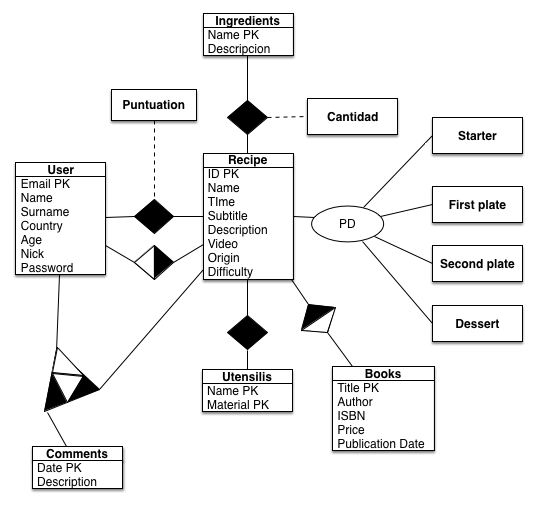 Ingredients
Name PK
Descripcion
Puntuation
Cantidad
Starter
User
Email PK
Name
Surname
Country
Age
Nick
Password
Recipe
ID PK
Name
TIme
Subtitle
Description
Video
Origin
Difficulty
PD
First plate
Second plate
Dessert
Utensilis
Name PK
Material PK
Books
Title PK
Author
ISBN
Price
Publication Date
Comments
Date PK
Description